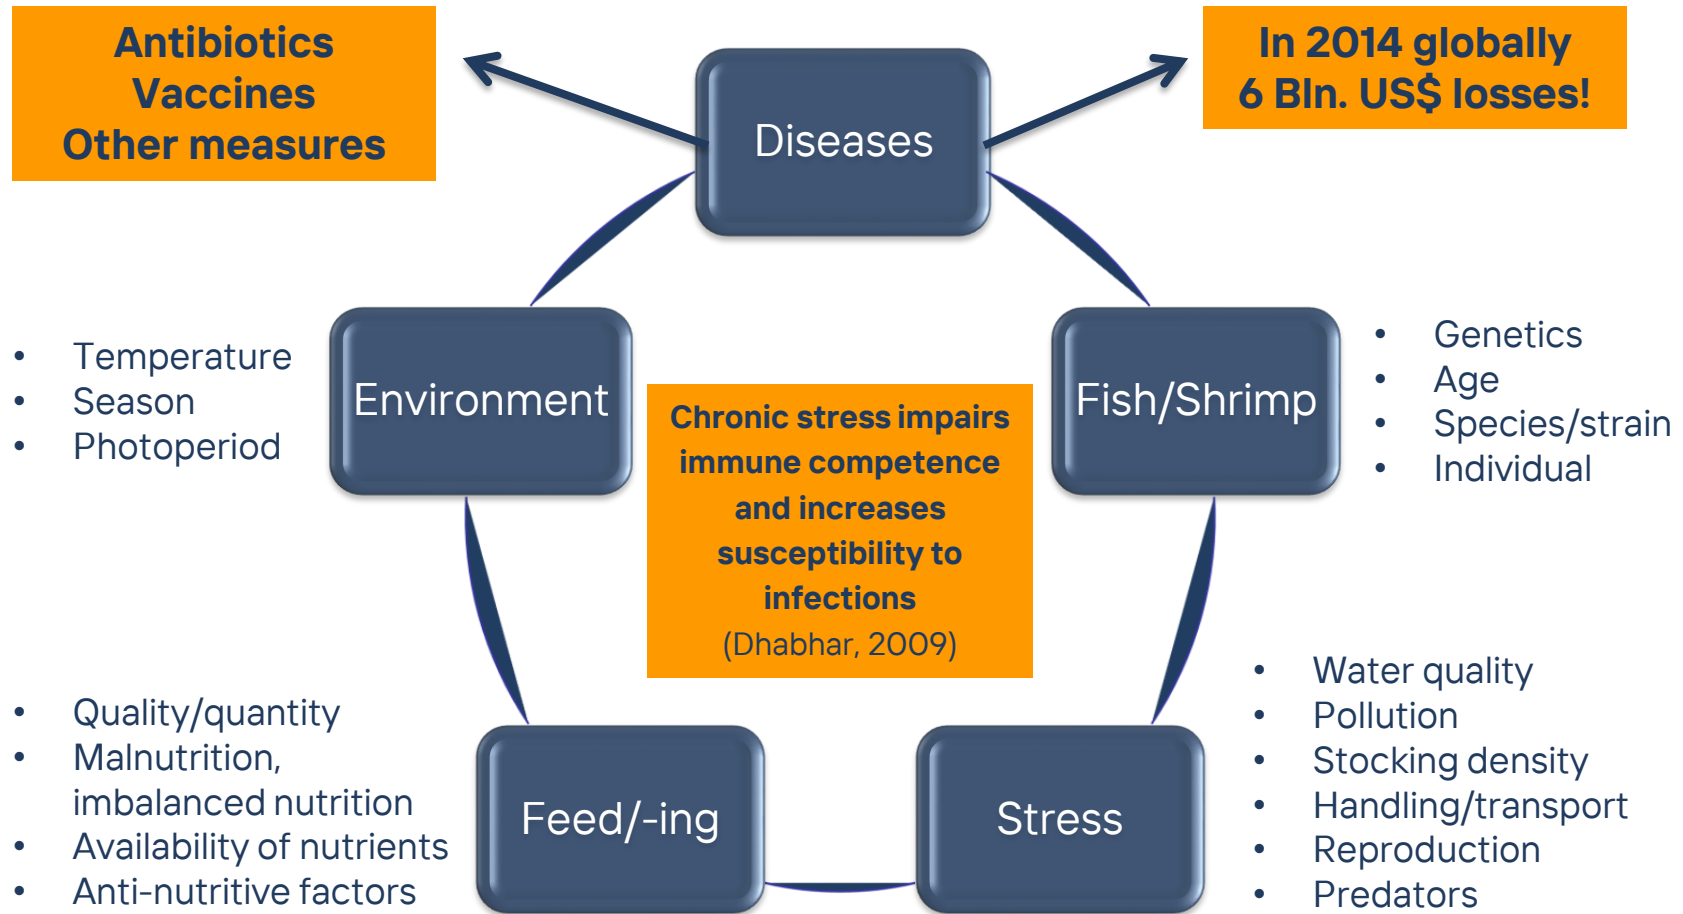 Antibiotics
Vaccines
Other measures
In 2014 globally
6 Bln. US$ losses!
Diseases
• Temperature
• Season
• Photoperiod
Environment
Chronic stress impairs
immune competence
and increases
susceptibility to
infections
(Dhabhar, 2009)
Fish/Shrimp
• Genetics
• Age
• Species/strain
• Individual
• Quality/quantity
• Malnutrition,
imbalanced nutrition
• Availability of nutrients
• Anti-nutritive factors
Feed/-ing
Stress
• Water quality
• Pollution
• Stocking density
• Handling/transport
• Reproduction
• Predators